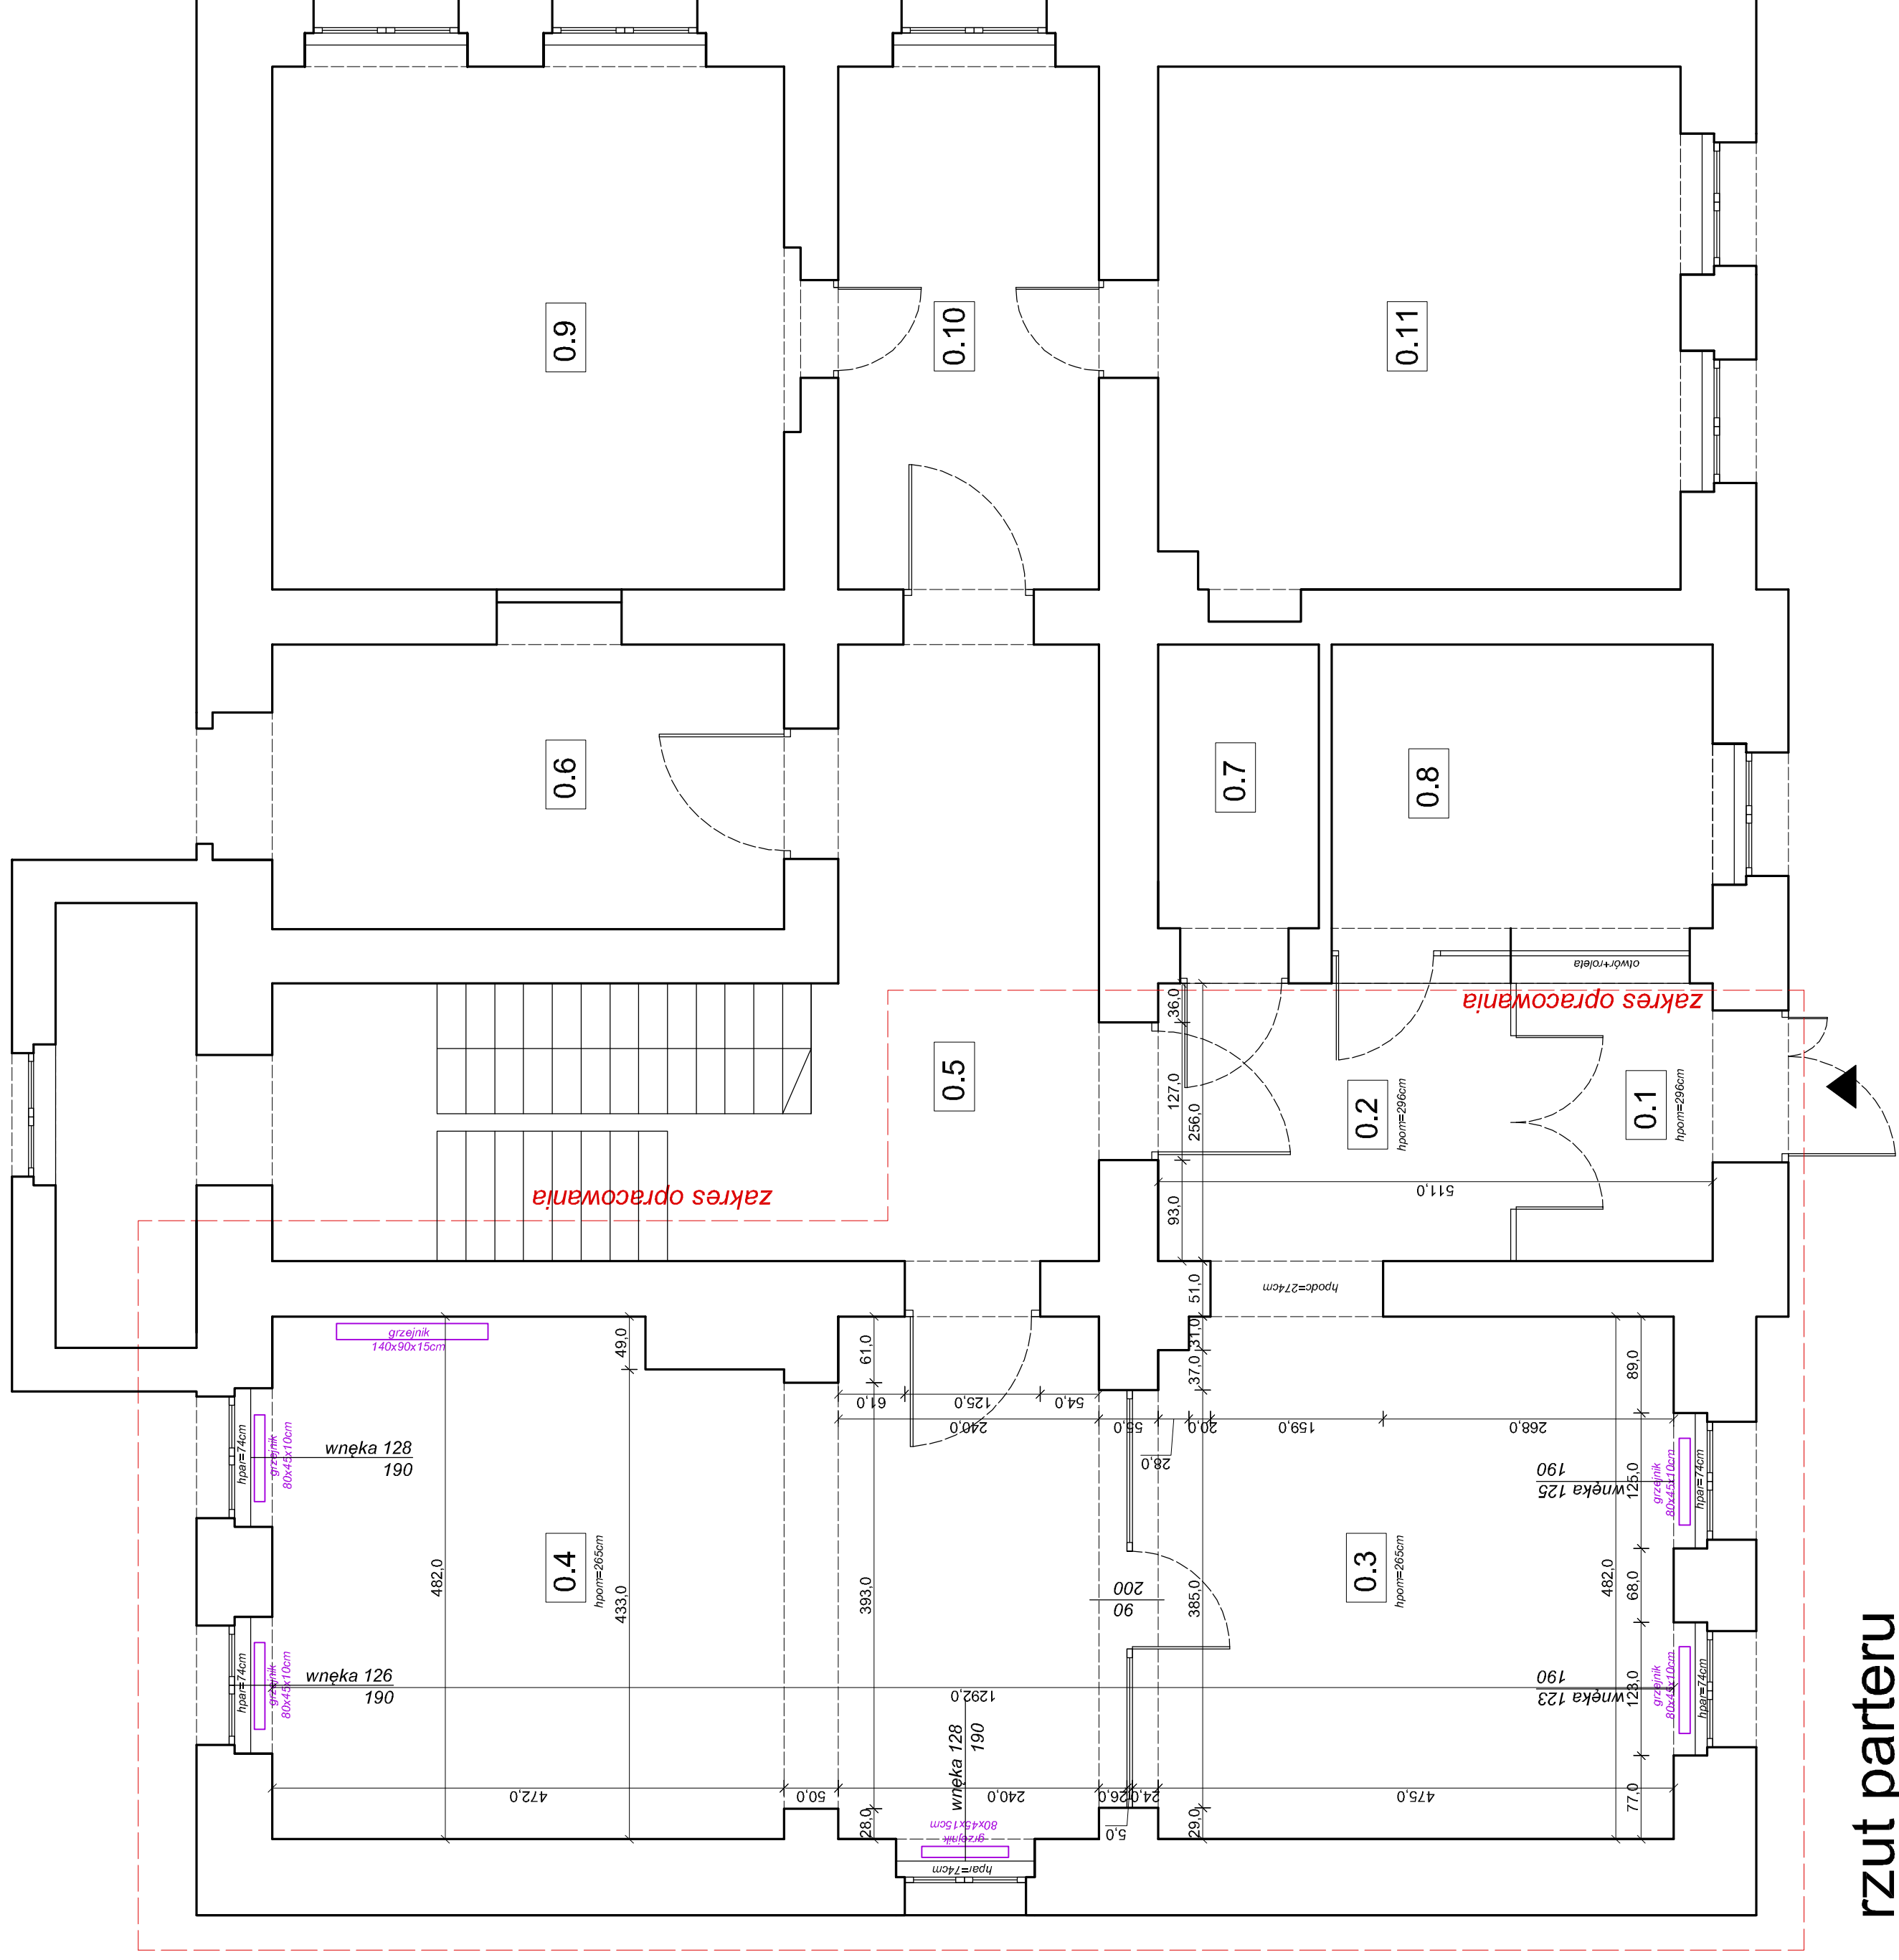 0.9
0.10
0.11
0.6
0.7
0.8
otwór+roleta
zakres opracowania
zakres opracowania
0.5
0.2
hpom=296cm
0.1
hpom=296cm
36,0
127,0
256,0
93,0
511,0
51,0
hpodc=274cm
31,0
37,0
grzejnik
140x90x15cm
49,0
61,0
61,0
125,0
54,0
240,0
55,0
20,0
159,0
268,0
28,0
89,0
hpar=74cm
grzejnik
80x45x10cm
wnęka 128
190
482,0
433,0
393,0
385,0
482,0
0.4
hpom=265cm
90
200
0.3
hpom=265cm
wnęka 125
190
125,0
grzejnik
80x45x10cm
hpar=74cm
68,0
hpar=74cm
grzejnik
80x45x10cm
wnęka 126
190
1292,0
wnęka 123
190
123,0
grzejnik
80x45x10cm
hpar=74cm
wnęka 128
190
472,0
50,0
240,0
26,0
24,0
475,0
77,0
28,0
5,0
29,0
grzejnik
80x45x15cm
hpar=74cm
rzut parteru